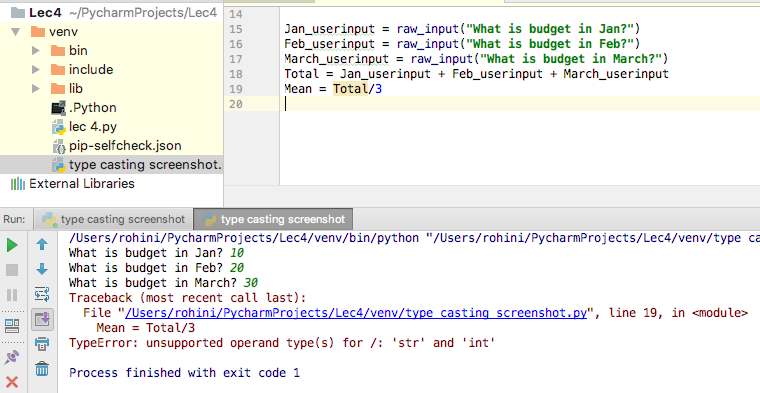 Lec4 ~/PycharmProjects/Lec4
venv
bin
include
lib
.Python
lec 4.py
pip-selfcheck.json
type casting screenshot.
External Libraries
14
15 Jan_userinput = raw_input("What is budget in Jan?")
16 Feb_userinput = raw_input("What is budget in Feb?")
17 March_userinput = raw_input("What is budget in March?")
18 Total = Jan_userinput + Feb_userinput + March_userinput
19 Mean = Total/3
20
Run: type casting screenshot type casting screenshot
/Users/rohini/PycharmProjects/Lec4/venv/bin/python "/Users/rohini/PycharmProjects/Lec4/venv/type ca
What is budget in Jan? 10
What is budget in Feb? 20
What is budget in March? 30
Traceback (most recent call last):
File "/Users/rohini/PycharmProjects/Lec4/venv/type casting screenshot.py", line 19, in <module>
Mean = Total/3
TypeError: unsupported operand type(s) for /: 'str' and 'int'
Process finished with exit code 1